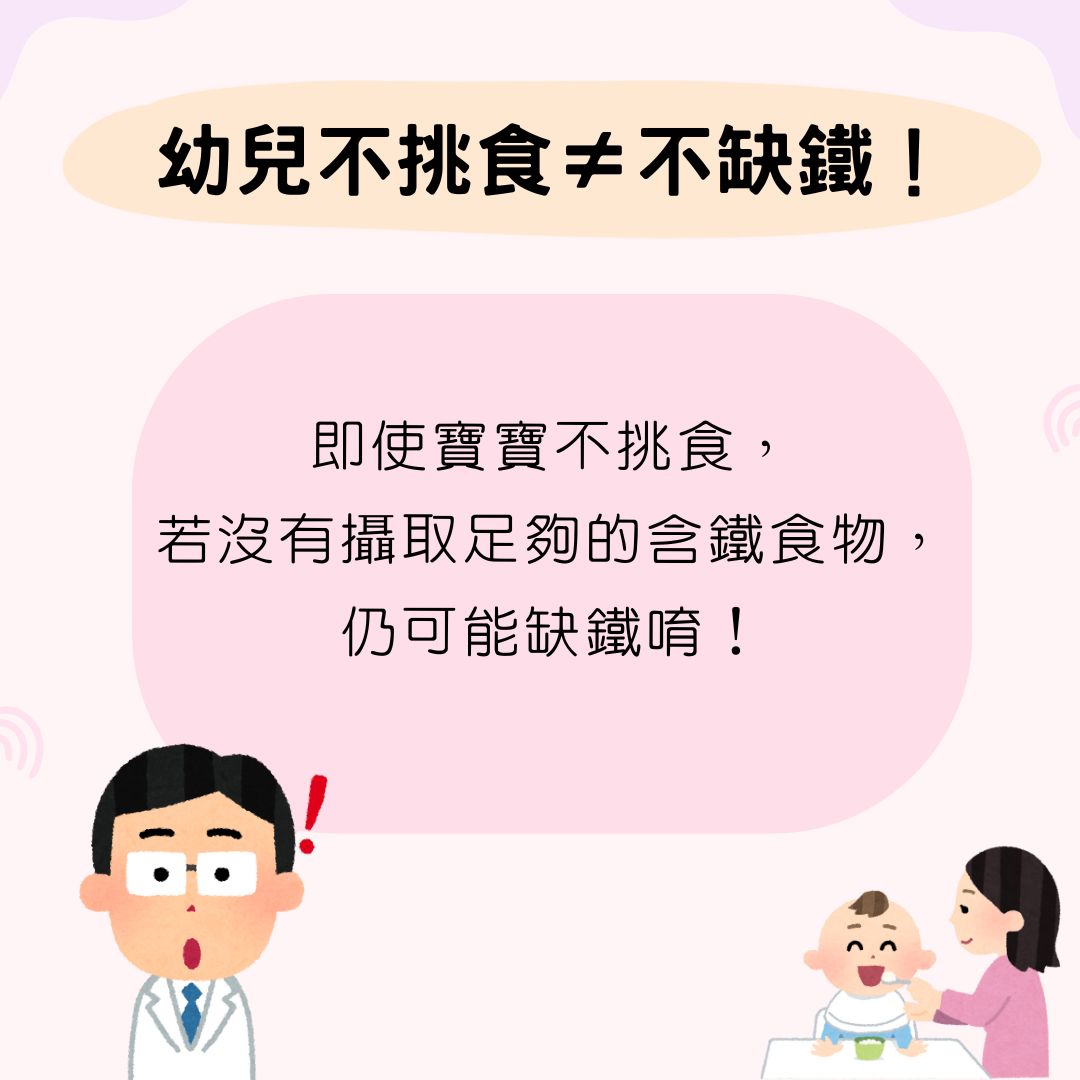 幼兒不挑食≠不缺鐵！
即使寶寶不挑食，
若沒有攝取足夠的含鐵食物，
仍可能缺鐵唷！